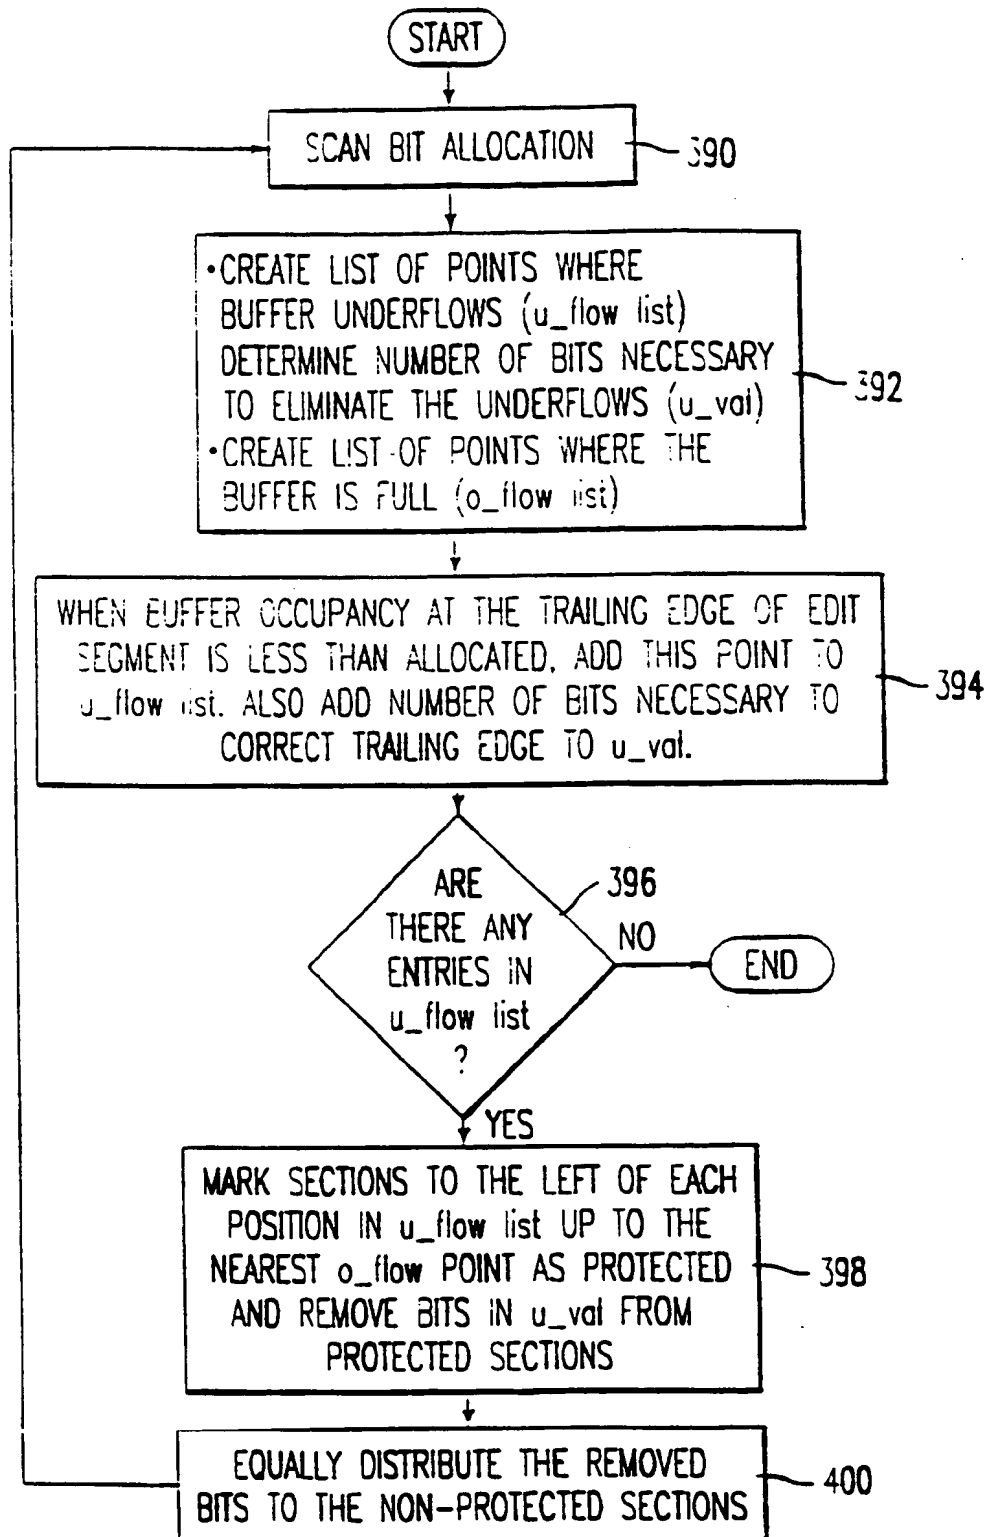 START
SCAN BIT ALLOCATION
390
•CREATE LIST OF POINTS WHERE
BUFFER UNDERFLOWS (u_flow list)
DETERMINE NUMBER OF BITS NECESSARY
TO ELIMINATE THE UNDERFLOWS (u_val)
•CREATE LIST OF POINTS WHERE THE
BUFFER IS FULL (o_flow list)
392
WHEN BUFFER OCCUPANCY AT THE TRAILING EDGE OF EDIT
SEGMENT IS LESS THAN ALLOCATED, ADD THIS POINT TO
u_flow list. ALSO ADD NUMBER OF BITS NECESSARY TO
CORRECT TRAILING EDGE TO u_val.
394
ARE
THERE ANY
ENTRIES IN
u_flow list
?
396
NO
END
YES
MARK SECTIONS TO THE LEFT OF EACH
POSITION IN u_flow list UP TO THE
NEAREST o_flow POINT AS PROTECTED
AND REMOVE BITS IN u_val FROM
PROTECTED SECTIONS
398
EQUALLY DISTRIBUTE THE REMOVED
BITS TO THE NON-PROTECTED SECTIONS
400